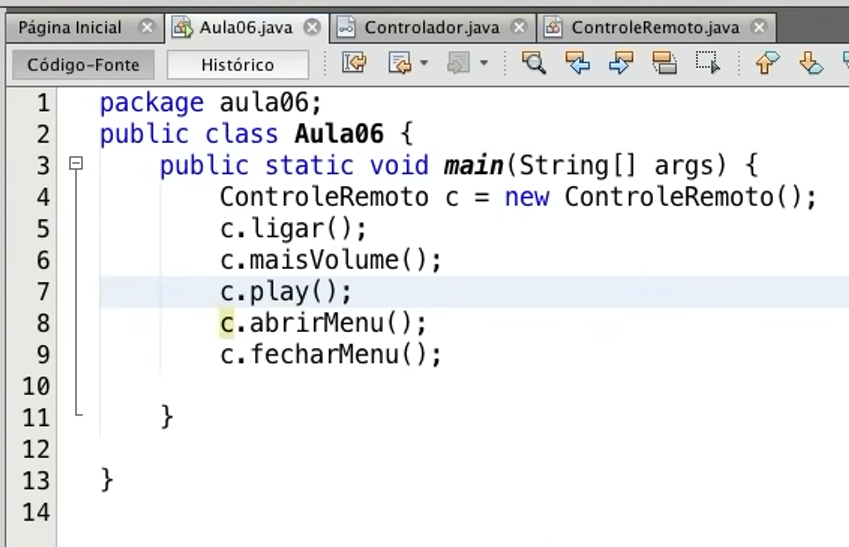 Página Inicial Aula06.java Controlador.java ControleRemoto.java
Código-Fonte Histórico
1 package aula06;
2 public class Aula06 {
3 public static void main(String[] args) {
4 ControleRemoto c = new ControleRemoto();
5 c.ligar();
6 c.maisVolume();
7 c.play();
8 c.abrirMenu();
9 c.fecharMenu();
10
11 }
12
13 }
14